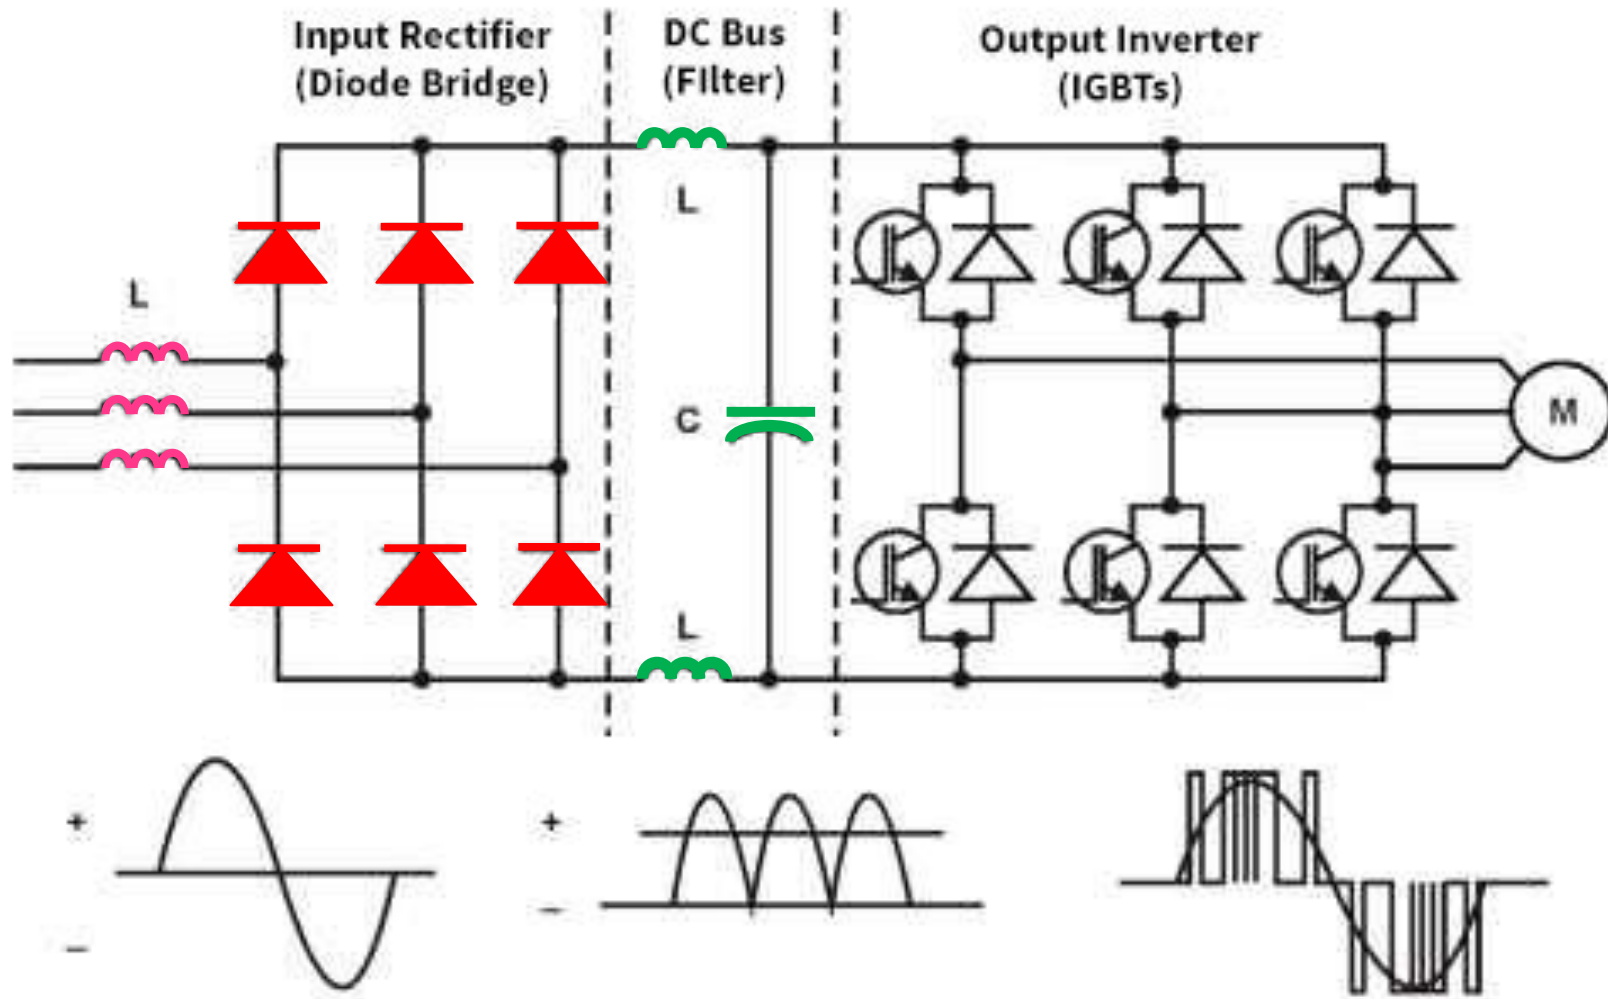 Input Rectifier
(Diode Bridge)
DC Bus
(FIlter)
Output Inverter
(IGBTs)
L
L
C
L
M
+
−
+
−